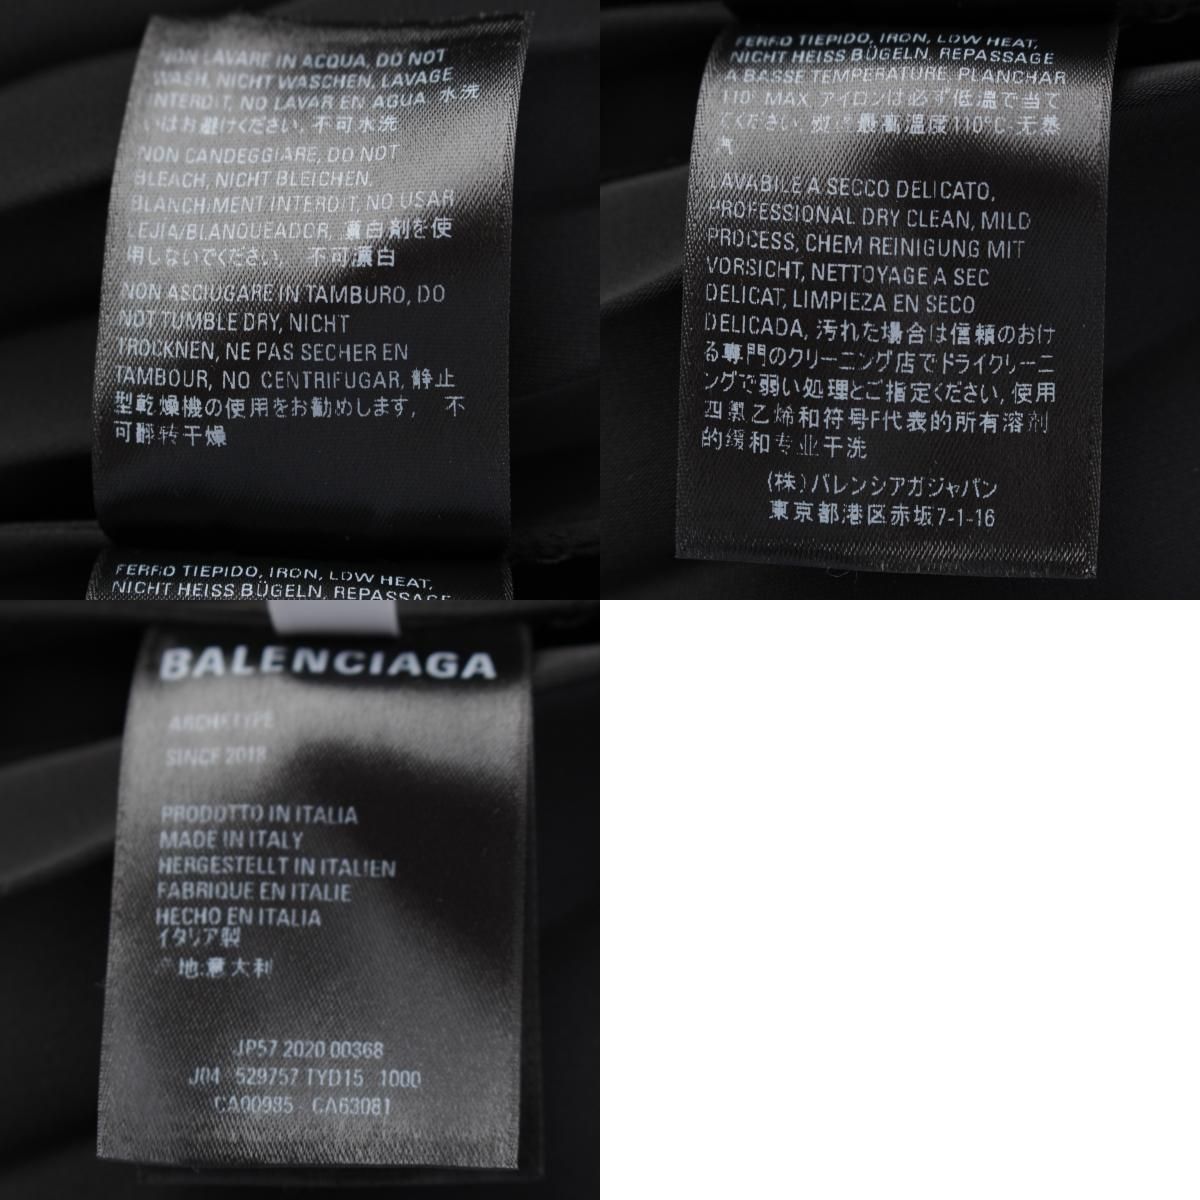 NON LAVARE IN ACQUA, DO NOT
WASH, NICHT WASCHEN, LAVAGE
INTERDIT, NO LAVAR EN AGUA, 水洗
いはお避けください, 不可水洗
NON CANDEGGIARE, DO NOT
BLEACH, NICHT BLEICHEN,
BLANCHIMENT INTERDIT, NO USAR
LEJIA/BLANQUEADOR, 漂白剤を使
用しないでください, 不可漂白
NON ASCIUGARE IN TAMBURO, DO
NOT TUMBLE DRY, NICHT
TROCKNEN, NE PAS SECHER EN
TAMBOUR, NO CENTRIFUGAR, 静止
型乾燥機の使用をお勧めします, 不
可翻转干燥
FERRO TIEPIDO, IRON, LOW HEAT,
NICHT HEISS BÜGELN, REPASSAGE
FERRO TIEPIDO, IRON, LOW HEAT,
NICHT HEISS BÜGELN, REPASSAGE
A BASSE TEMPERATURE, PLANCHAR
110° MAX, アイロンは必ず低温で当て
てください, 最高温度110°C-无蒸
汽
LAVABILE A SECCO DELICATO,
PROFESSIONAL DRY CLEAN, MILD
PROCESS, CHEM REINIGUNG MIT
VORSICHT, NETTOYAGE A SEC
DELICAT, LIMPIEZA EN SECO
DELICADA, 汚れた場合は信頼のおけ
る専門のクリーニング店でドライクリーニ
ングで弱い処理とご指定ください, 使用
四氯乙烯和符号F代表的所有溶剂
的缓和专业干洗
(株)バレンシアガジャパン
東京都港区赤坂7-1-16
BALENCIAGA
ARCHETYPE
SINCE 2018
PRODOTTO IN ITALIA
MADE IN ITALY
HERGESTELLT IN ITALIEN
FABRIQUE EN ITALIE
HECHO EN ITALIA
イタリア製
产地:意大利
JP57 2020 00368
J04 529757 TYD15 1000
CA00985 - CA63081